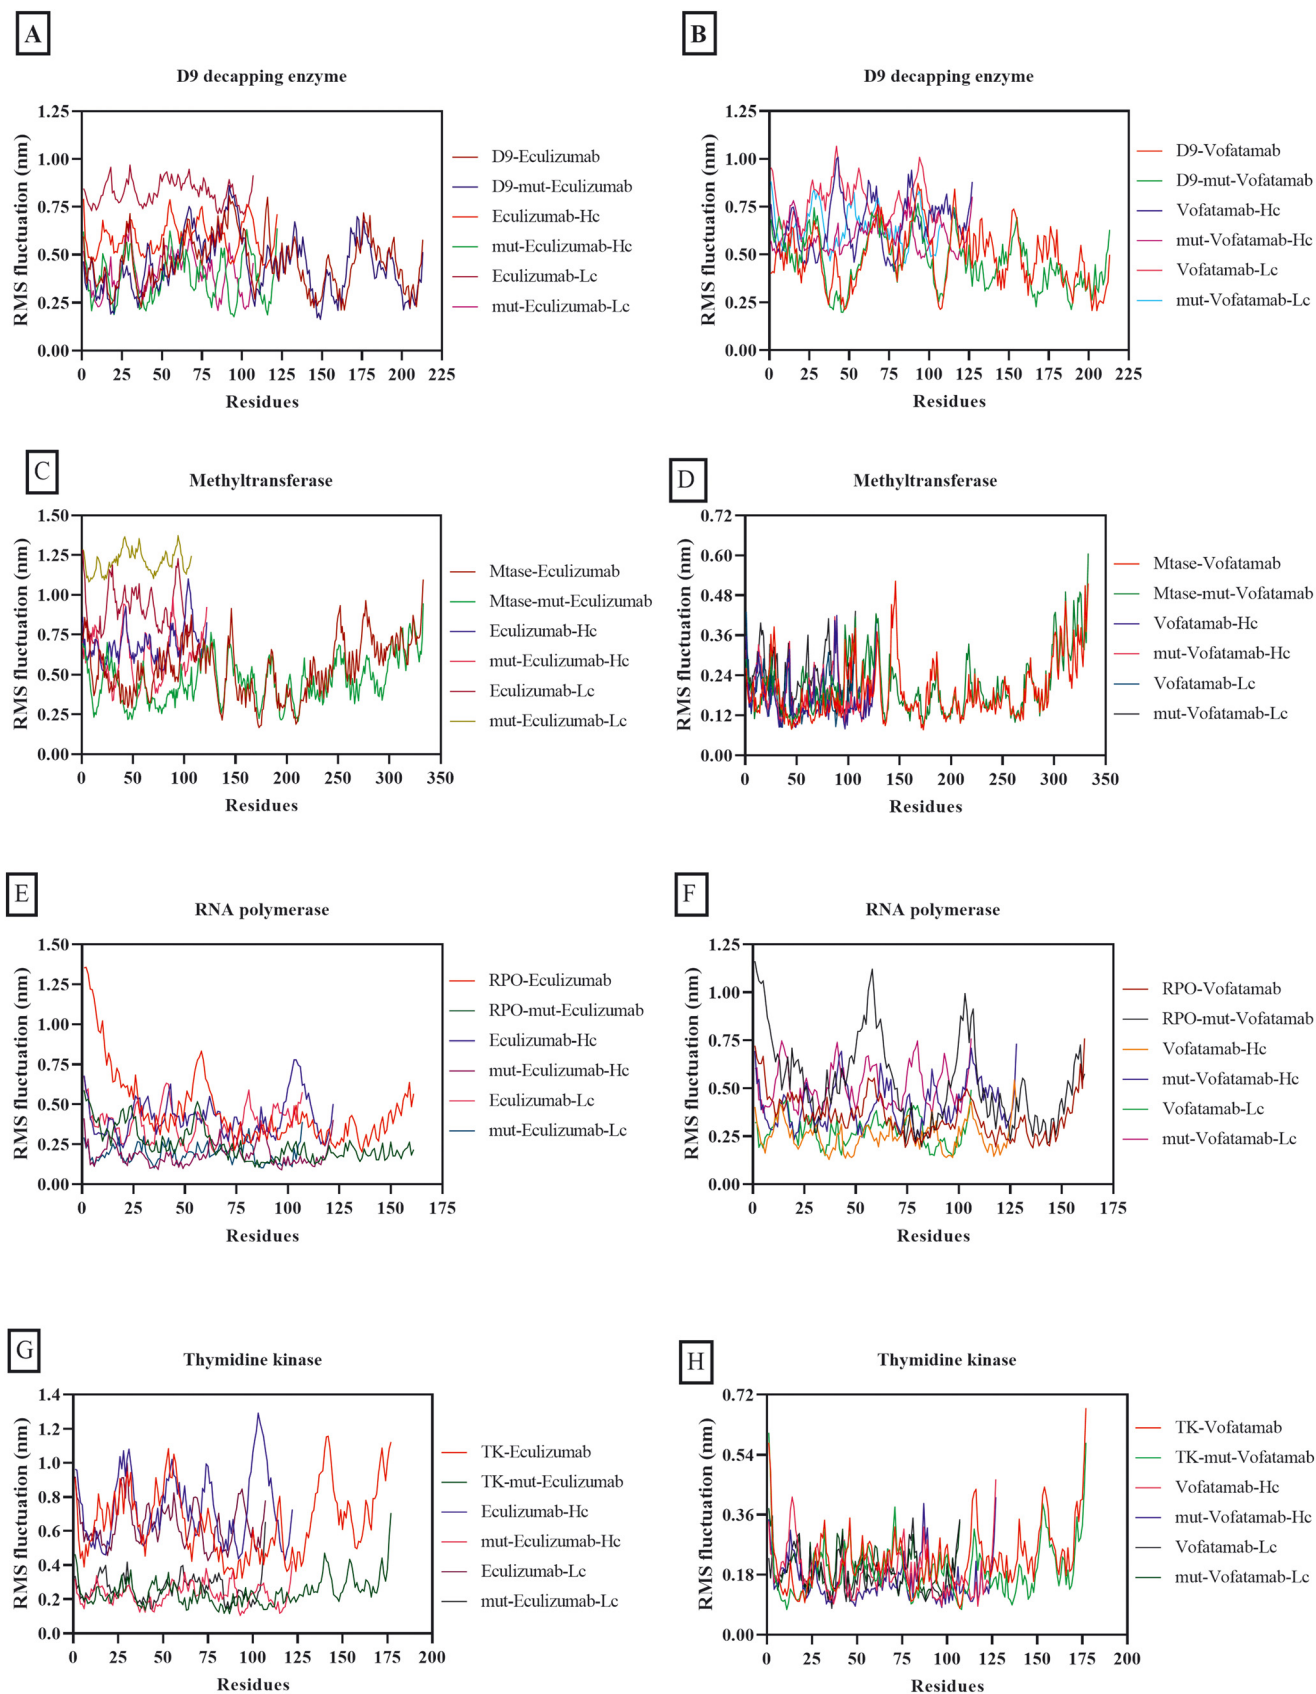 A
D9 decapping enzyme
RMS fluctuation (nm)
1.25
1.00
0.75
0.50
0.25
0.00
0 25 50 75 100 125 150 175 200 225
Residues
D9-Eculizumab
D9-mut-Eculizumab
Eculizumab-Hc
mut-Eculizumab-Hc
Eculizumab-Lc
mut-Eculizumab-Lc
B
D9 decapping enzyme
RMS fluctuation (nm)
1.25
1.00
0.75
0.50
0.25
0.00
0 25 50 75 100 125 150 175 200 225
Residues
D9-Vofatamab
D9-mut-Vofatamab
Vofatamab-Hc
mut-Vofatamab-Hc
Vofatamab-Lc
mut-Vofatamab-Lc
C
Methyltransferase
RMS fluctuation (nm)
1.50
1.25
1.00
0.75
0.50
0.25
0.00
0 50 100 150 200 250 300 350
Residues
Mtase-Eculizumab
Mtase-mut-Eculizumab
Eculizumab-Hc
mut-Eculizumab-Hc
Eculizumab-Lc
mut-Eculizumab-Lc
D
Methyltransferase
RMS fluctuation (nm)
0.72
0.60
0.48
0.36
0.24
0.12
0.00
0 50 100 150 200 250 300 350
Residues
Mtase-Vofatamab
Mtase-mut-Vofatamab
Vofatamab-Hc
mut-Vofatamab-Hc
Vofatamab-Lc
mut-Vofatamab-Lc
E
RNA polymerase
RMS fluctuation (nm)
1.50
1.25
1.00
0.75
0.50
0.25
0.00
0 25 50 75 100 125 150 175
Residues
RPO-Eculizumab
RPO-mut-Eculizumab
Eculizumab-Hc
mut-Eculizumab-Hc
Eculizumab-Lc
mut-Eculizumab-Lc
F
RNA polymerase
RMS fluctuation (nm)
1.25
1.00
0.75
0.50
0.25
0.00
0 25 50 75 100 125 150 175
Residues
RPO-Vofatamab
RPO-mut-Vofatamab
Vofatamab-Hc
mut-Vofatamab-Hc
Vofatamab-Lc
mut-Vofatamab-Lc
G
Thymidine kinase
RMS fluctuation (nm)
1.4
1.2
1.0
0.8
0.6
0.4
0.2
0.0
0 25 50 75 100 125 150 175 200
Residues
TK-Eculizumab
TK-mut-Eculizumab
Eculizumab-Hc
mut-Eculizumab-Hc
Eculizumab-Lc
mut-Eculizumab-Lc
H
Thymidine kinase
RMS fluctuation (nm)
0.72
0.54
0.36
0.18
0.00
0 25 50 75 100 125 150 175 200
Residues
TK-Vofatamab
TK-mut-Vofatamab
Vofatamab-Hc
mut-Vofatamab-Hc
Vofatamab-Lc
mut-Vofatamab-Lc